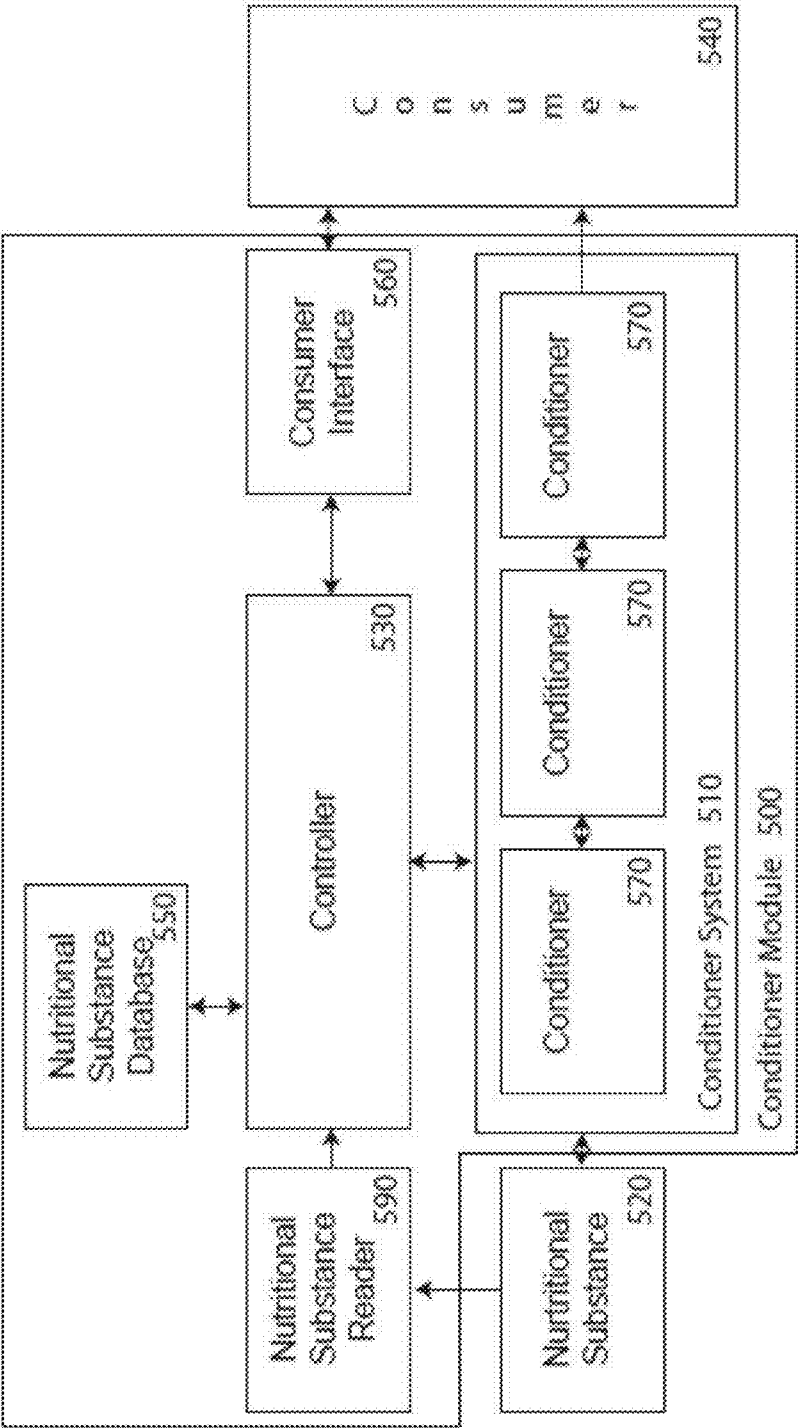 Nutritional
Substance
Database
550
Nutritional
Substance
Reader
590
Controller
530
Consumer
Interface
560
Consumer
540
Nurtritional
Substance
520
Conditioner
570
Conditioner
570
Conditioner
570
Conditioner System 510
Conditioner Module 500